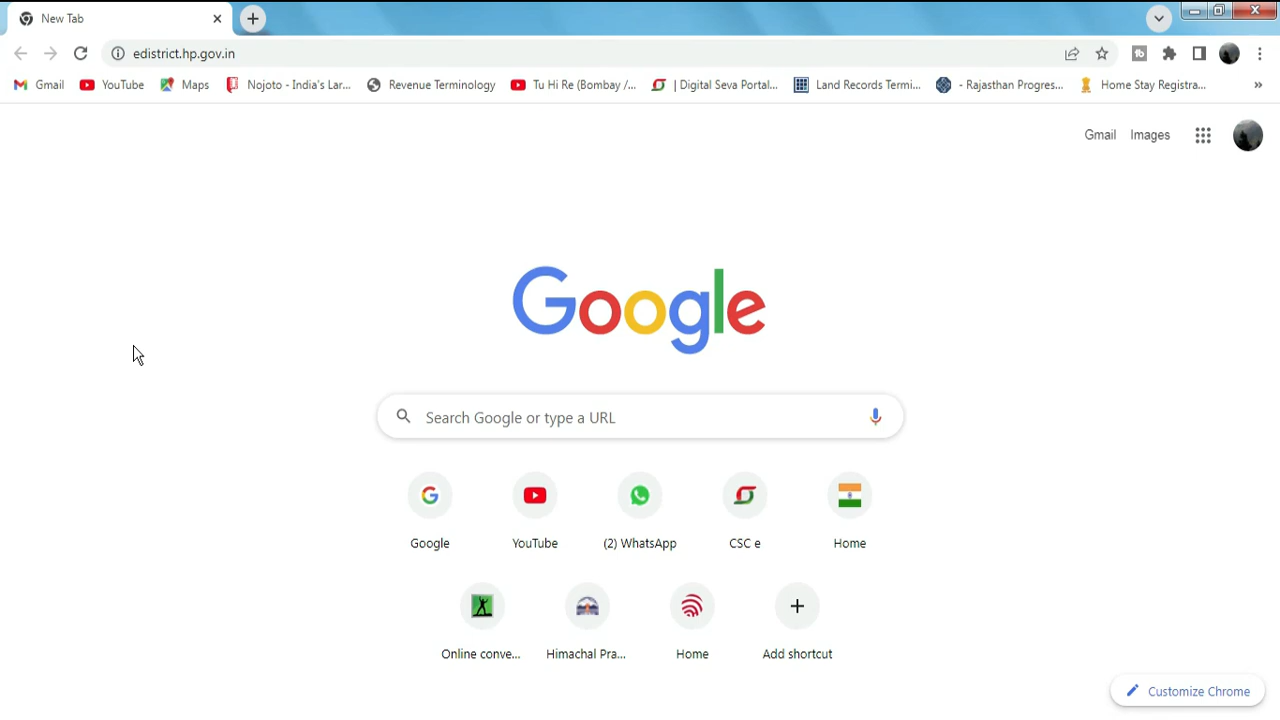 New Tab
edistrict.hp.gov.in
Gmail YouTube Maps Nojoto - India's Lar... Revenue Terminology Tu Hi Re (Bombay /... | Digital Seva Portal... Land Records Termi... - Rajasthan Progres... Home Stay Registra... »
Gmail Images
Google
Search Google or type a URL
Google YouTube (2) WhatsApp CSC e Home
Online conve... Himachal Pra... Home Add shortcut
Customize Chrome